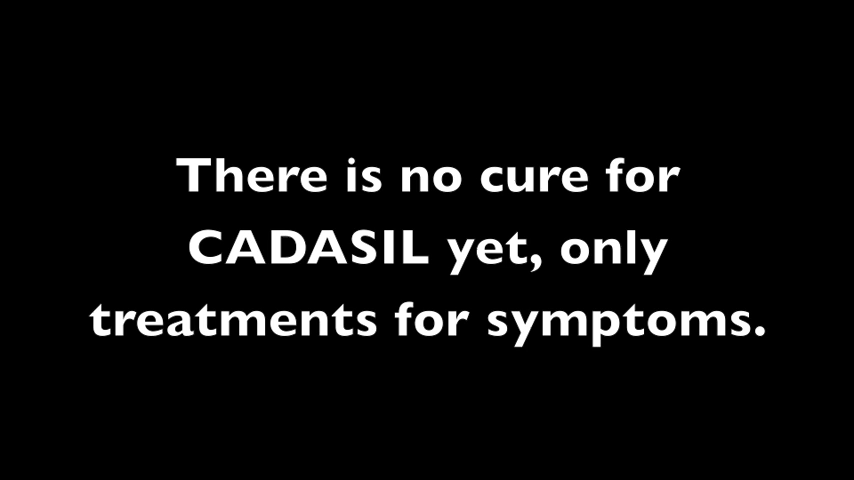 There is no cure for
CADASIL yet, only
treatments for symptoms.